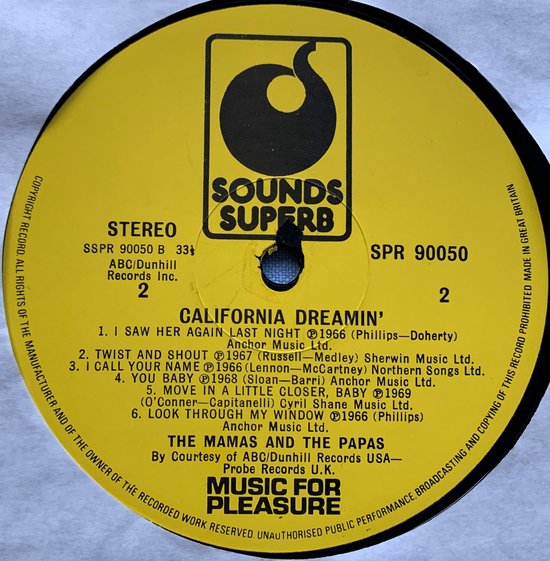 SOUNDS
SUPERB
STEREO
SSPR 90050 B 33⅓
ABC/Dunhill
Records Inc.
2
SPR 90050
2
CALIFORNIA DREAMIN'
1. I SAW HER AGAIN LAST NIGHT ℗1966 (Phillips—Doherty)
Anchor Music Ltd.
2. TWIST AND SHOUT ℗1967 (Russell—Medley) Sherwin Music Ltd.
3. I CALL YOUR NAME ℗1966 (Lennon—McCartney) Northern Songs Ltd.
4. YOU BABY ℗1968 (Sloan—Barri) Anchor Music Ltd.
5. MOVE IN A LITTLE CLOSER, BABY ℗1969
(O'Conner—Capitanelli) Cyril Shane Music Ltd.
6. LOOK THROUGH MY WINDOW ℗1966 (Phillips)
Anchor Music Ltd.
THE MAMAS AND THE PAPAS
By Courtesy of ABC/Dunhill Records USA—
Probe Records U.K.
MUSIC FOR
PLEASURE
COPYRIGHT RECORD. ALL RIGHTS OF THE MANUFACTURER AND OF THE OWNER OF THE RECORDED WORK RESERVED. UNAUTHORISED PUBLIC PERFORMANCE, BROADCASTING AND COPYING OF THIS RECORD PROHIBITED MADE IN GREAT BRITAIN